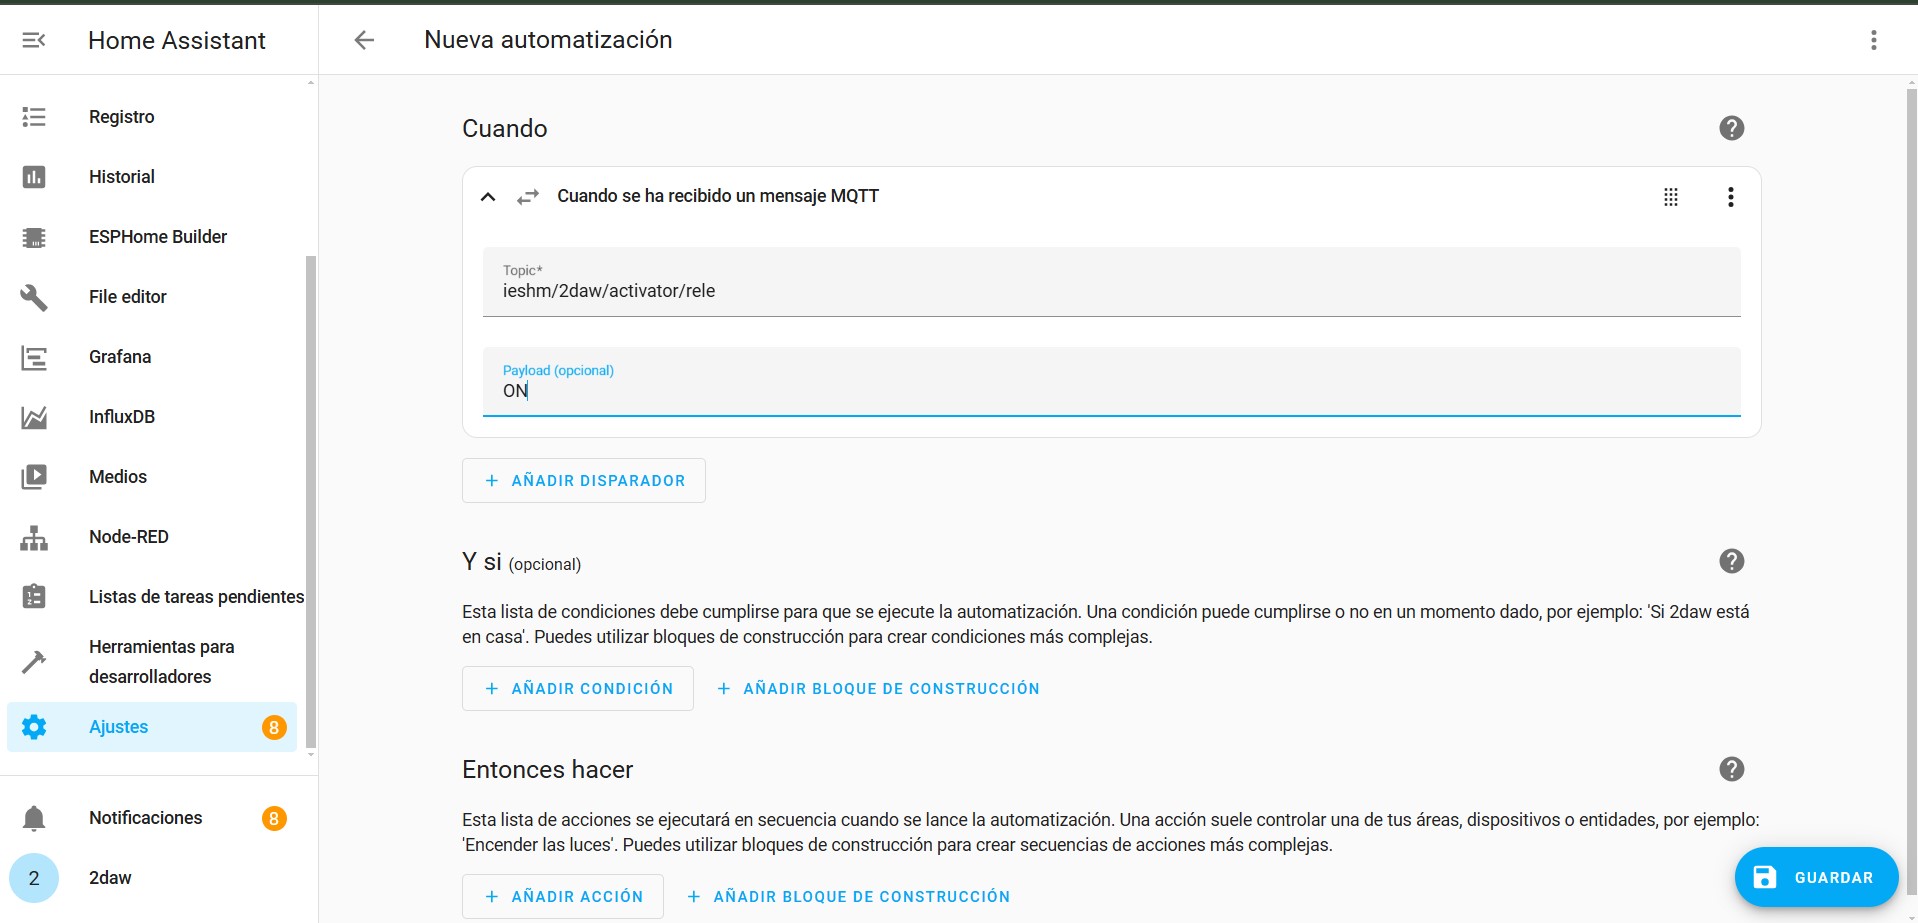 Home Assistant
Nueva automatización
Registro
Historial
ESPHome Builder
File editor
Grafana
InfluxDB
Medios
Node-RED
Listas de tareas pendientes
Herramientas para
desarrolladores
Ajustes
8
Notificaciones
8
2
2daw
Cuando
Cuando se ha recibido un mensaje MQTT
Topic*
ieshm/2daw/activator/rele
Payload (opcional)
ON
+ AÑADIR DISPARADOR
Y si (opcional)
Esta lista de condiciones debe cumplirse para que se ejecute la automatización. Una condición puede cumplirse o no en un momento dado, por ejemplo: 'Si 2daw está
en casa'. Puedes utilizar bloques de construcción para crear condiciones más complejas.
+ AÑADIR CONDICIÓN + AÑADIR BLOQUE DE CONSTRUCCIÓN
Entonces hacer
Esta lista de acciones se ejecutará en secuencia cuando se lance la automatización. Una acción suele controlar una de tus áreas, dispositivos o entidades, por ejemplo:
'Encender las luces'. Puedes utilizar bloques de construcción para crear secuencias de acciones más complejas.
+ AÑADIR ACCIÓN + AÑADIR BLOQUE DE CONSTRUCCIÓN
GUARDAR